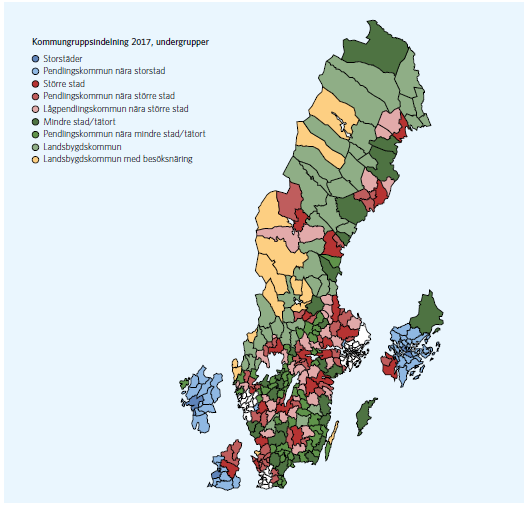 Kommungruppsindelning 2017, undergrupper
Storstäder
Pendlingskommun nära storstad
Större stad
Pendlingskommun nära större stad
Lågpendlingskommun nära större stad
Mindre stad/tätort
Pendlingskommun nära mindre stad/tätort
Landsbygdskommun
Landsbygdskommun med besöksnäring